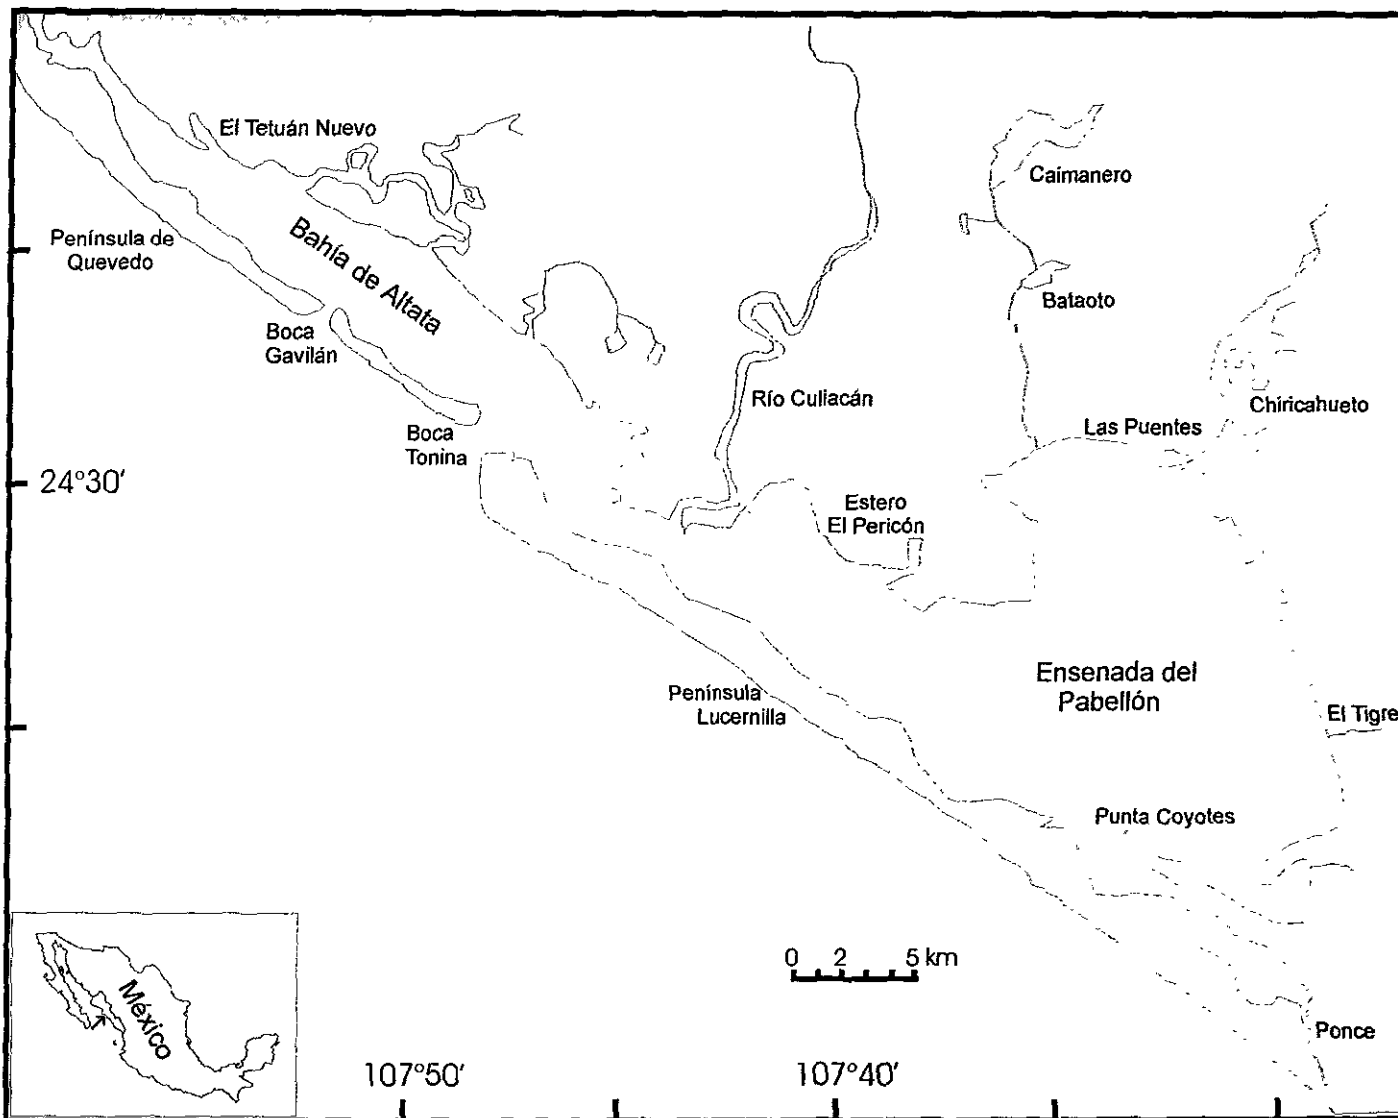 El Tetuán Nuevo
Caimanero
Península de
Quevedo
Bahía de Altata
Bataoto
Boca
Gavilán
Río Culiacán
Chiricahueto
Las Puentes
Boca
Tonina
24°30'
Estero
El Pericón
Ensenada del
Pabellón
Península
Lucernilla
El Tigre
Punta Coyotes
0 2 5 km
México
Ponce
107°50'
107°40'